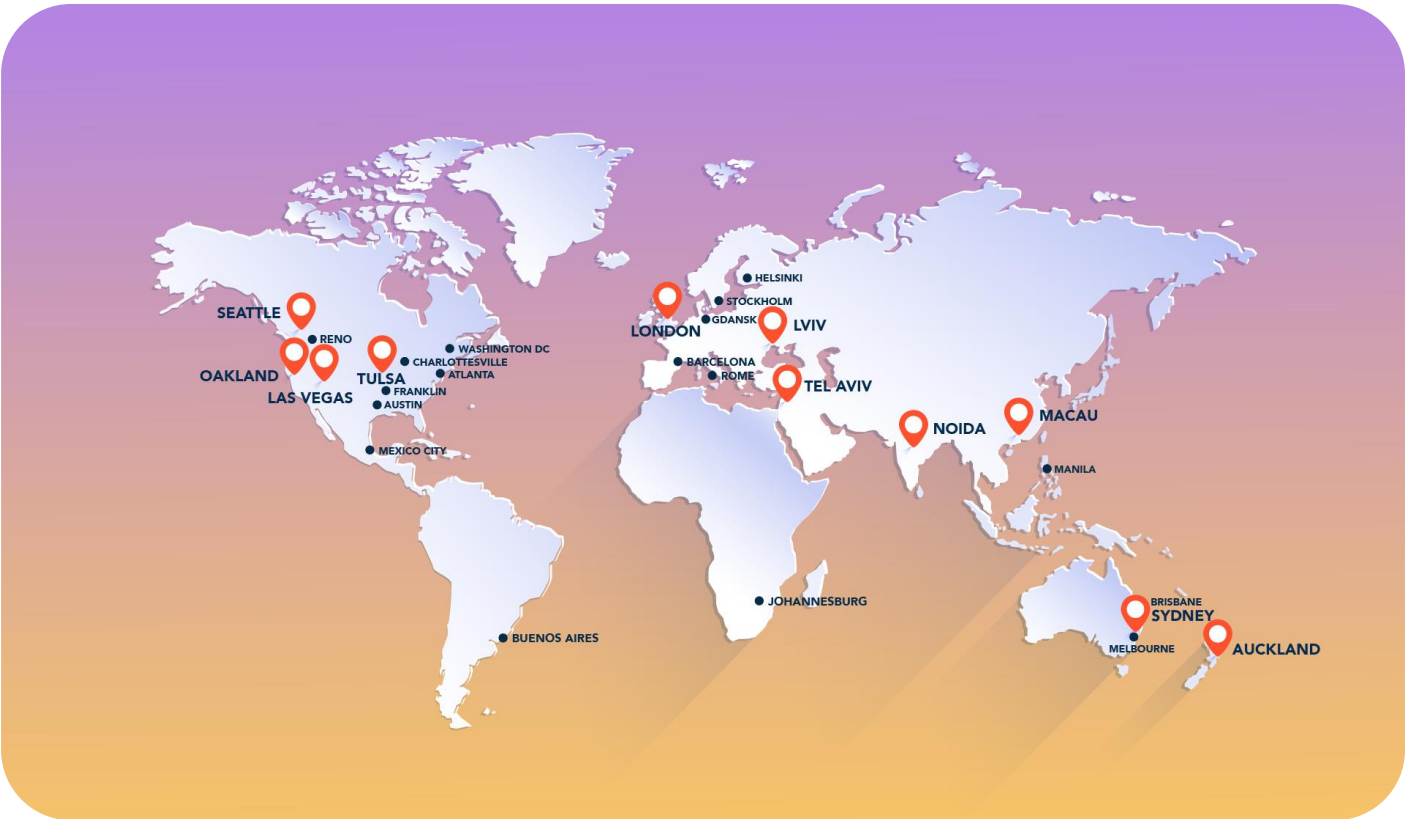 HELSINKI
STOCKHOLM
SEATTLE
GDANSK
LVIV
LONDON
RENO
WASHINGTON DC
CHARLOTTESVILLE
BARCELONA
OAKLAND
TULSA
ATLANTA
ROME
TEL AVIV
LAS VEGAS
FRANKLIN
AUSTIN
MACAU
NOIDA
MEXICO CITY
MANILA
JOHANNESBURG
BRISBANE
SYDNEY
BUENOS AIRES
MELBOURNE
AUCKLAND